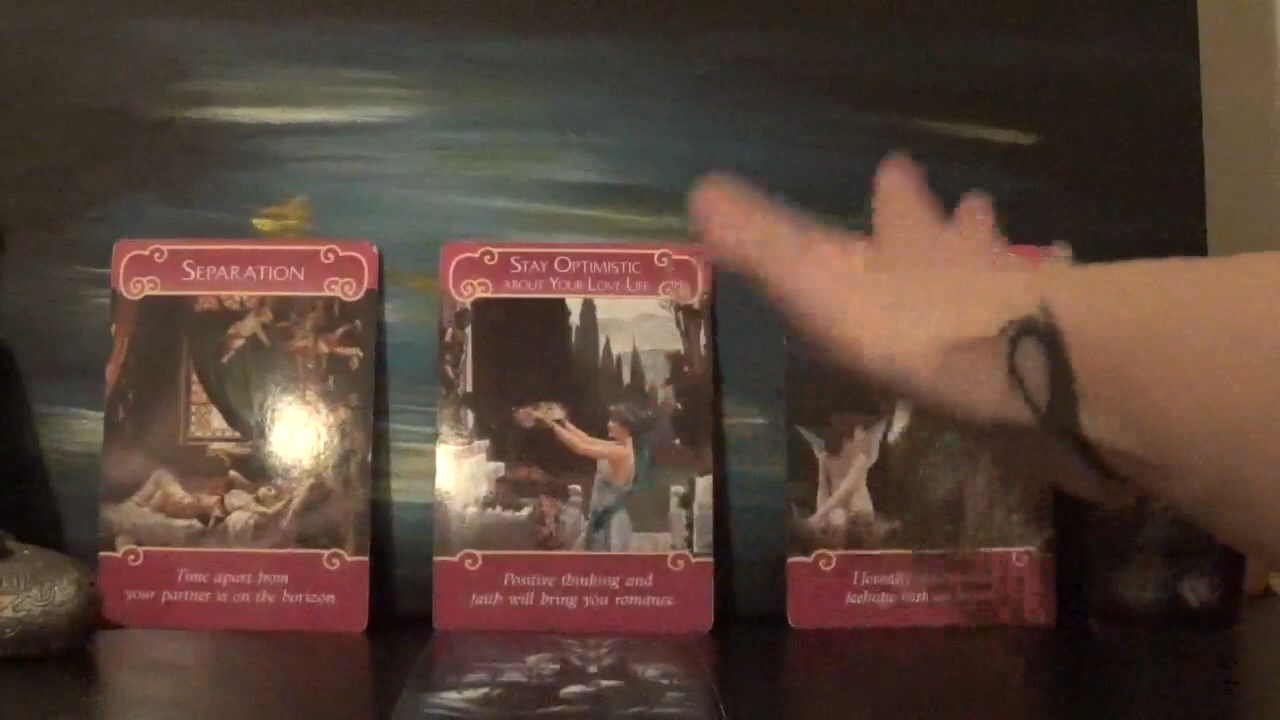 SEPARATION
Time apart from
your partner is on the horizon
STAY OPTIMISTIC
ABOUT YOUR LOVE LIFE
Positive thinking and
faith will bring you romance